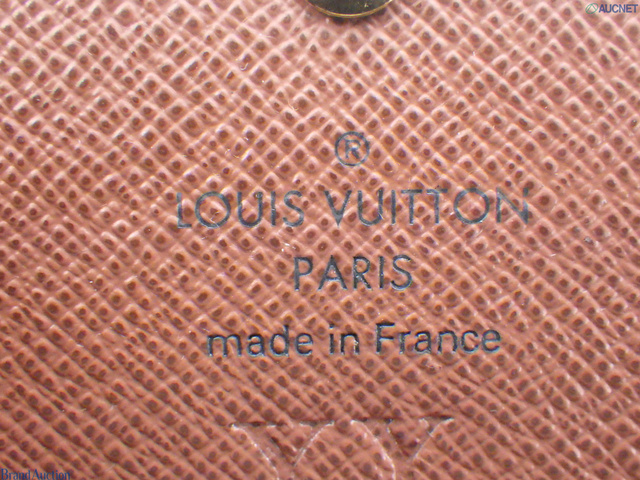 AUCNET
®
LOUIS VUITTON
PARIS
made in France
BrandAuction